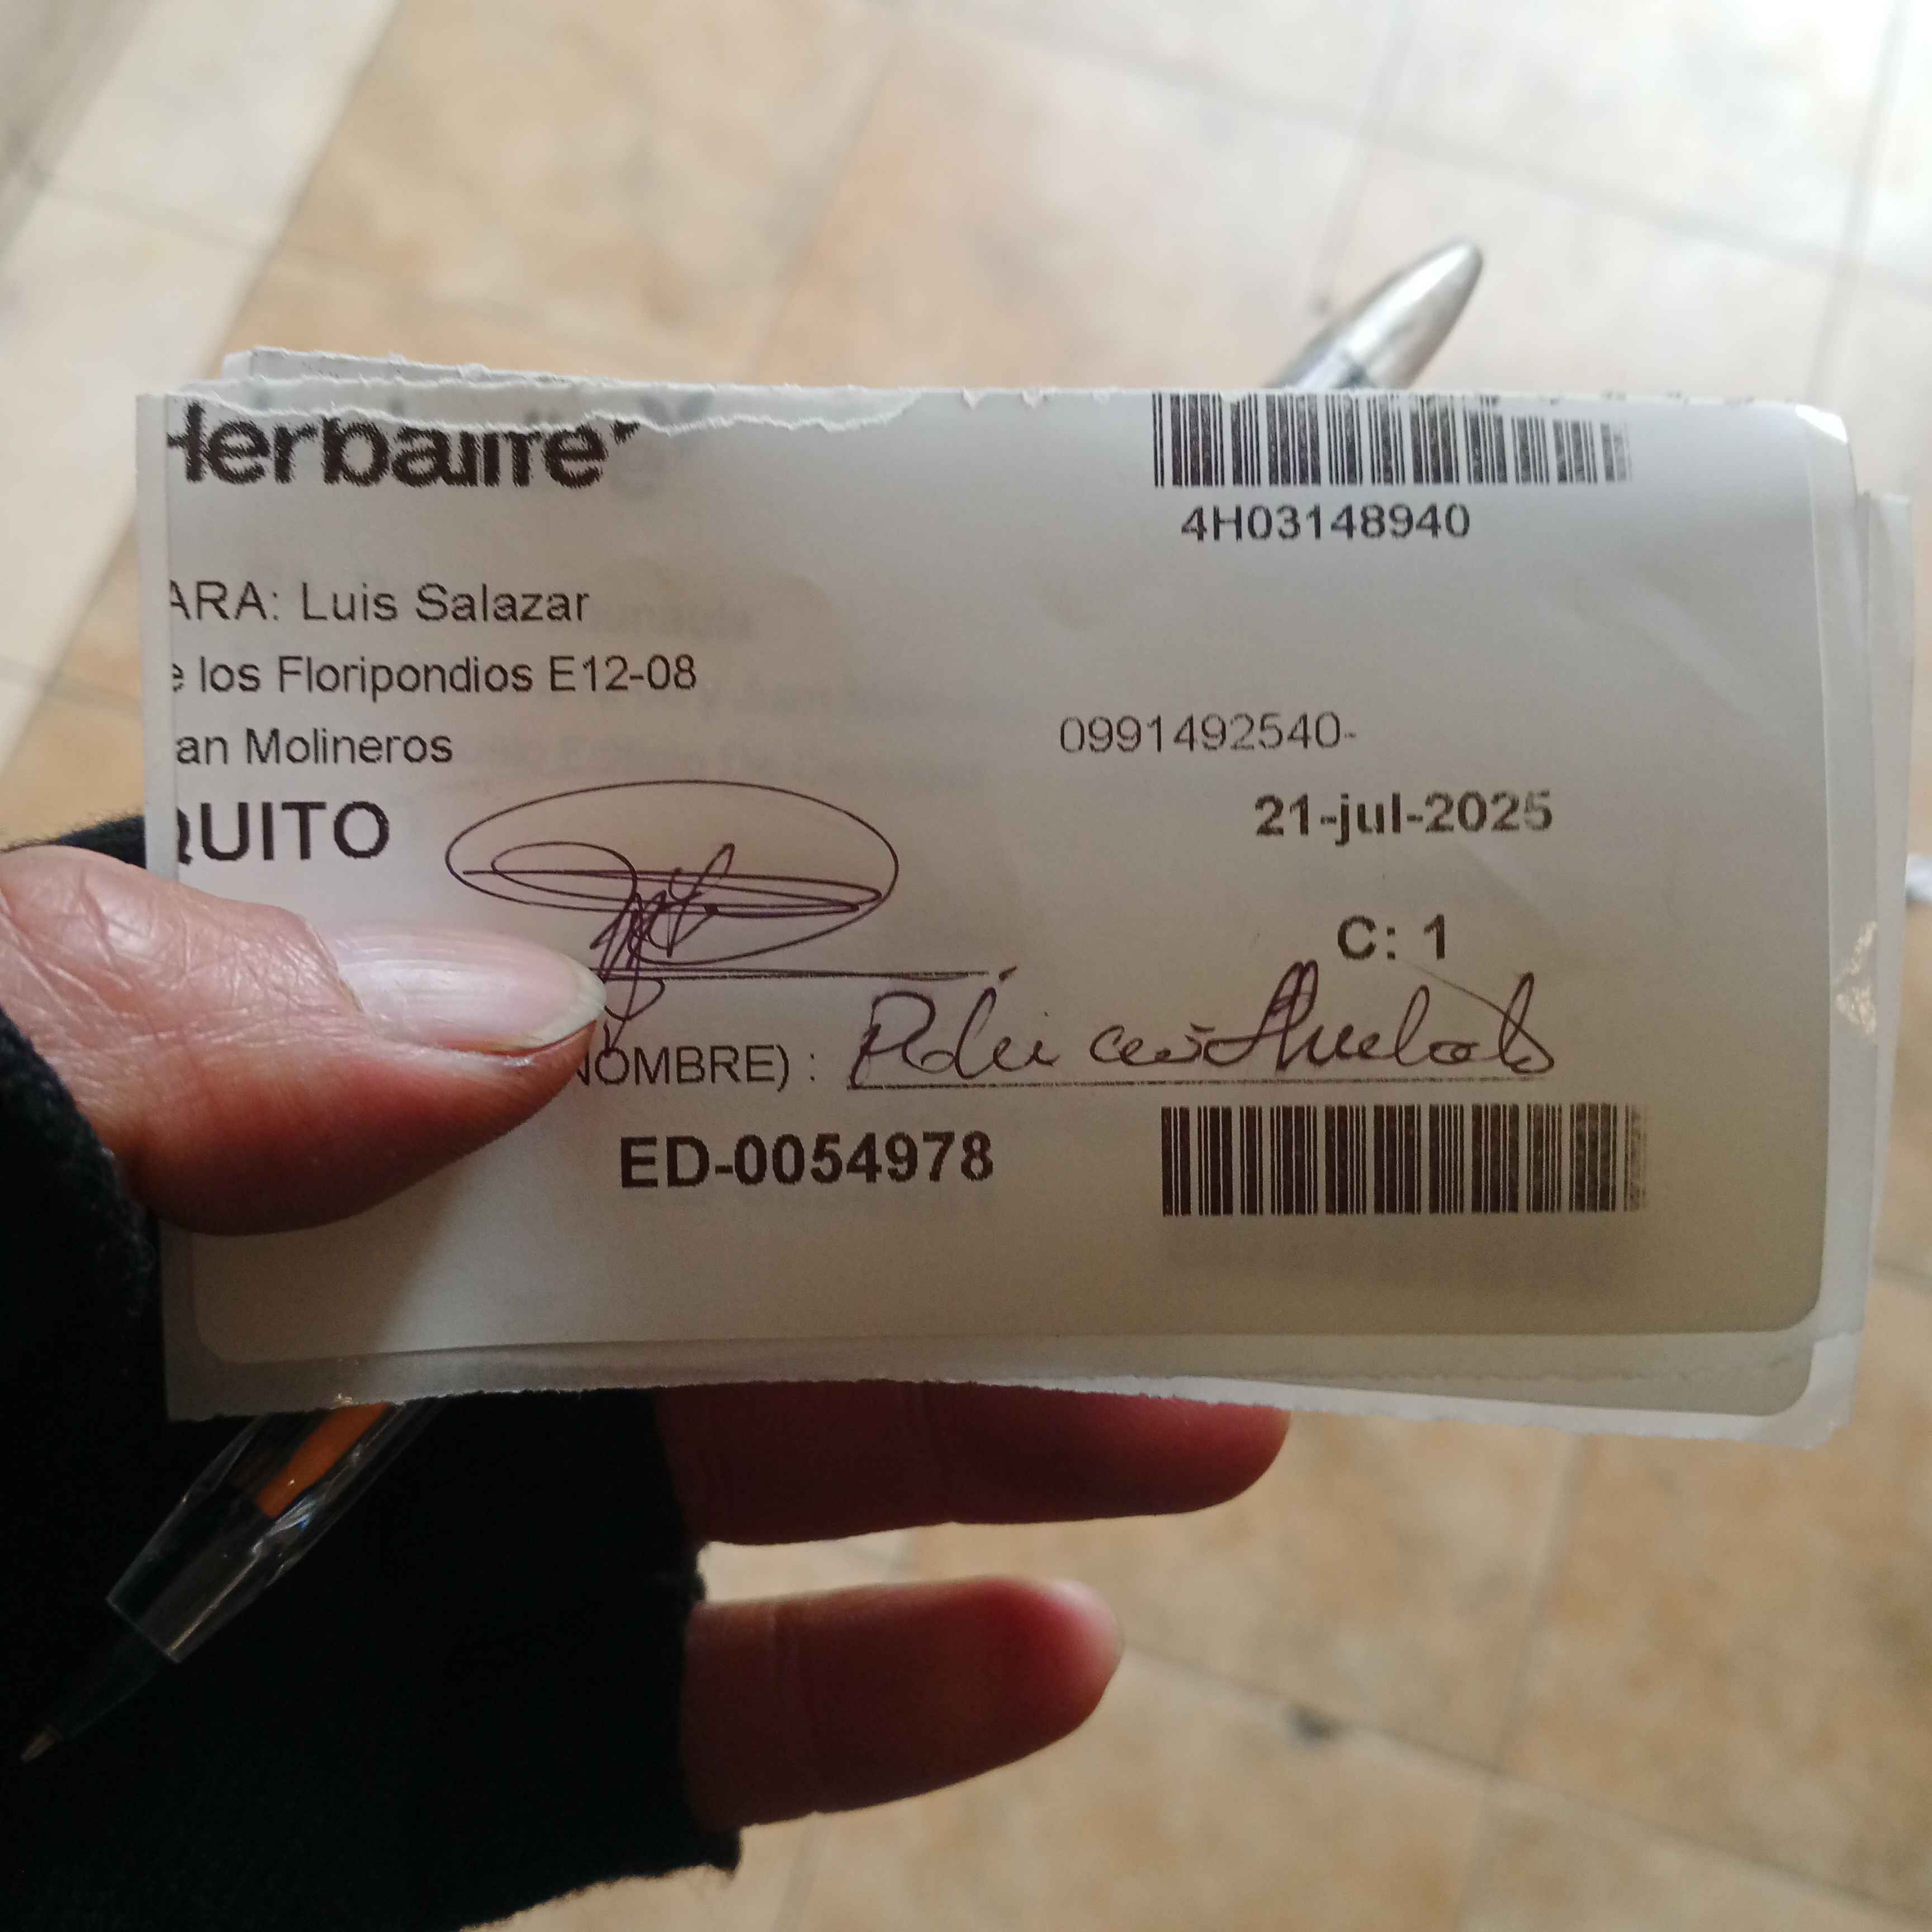 Herbalife
4H03148940
ARA: Luis Salazar
e los Floripondios E12-08
an Molineros
0991492540-
QUITO
21-jul-2025
C: 1
NOMBRE) :
ED-0054978